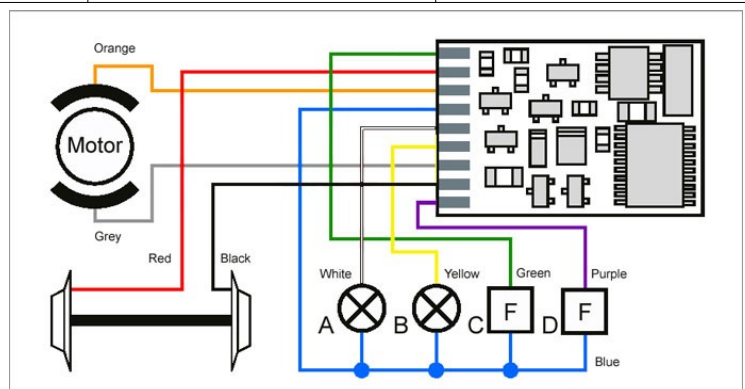 Orange
Motor
Grey
Red
Black
White
Yellow
Green
Purple
A
B
C
F
D
F
Blue